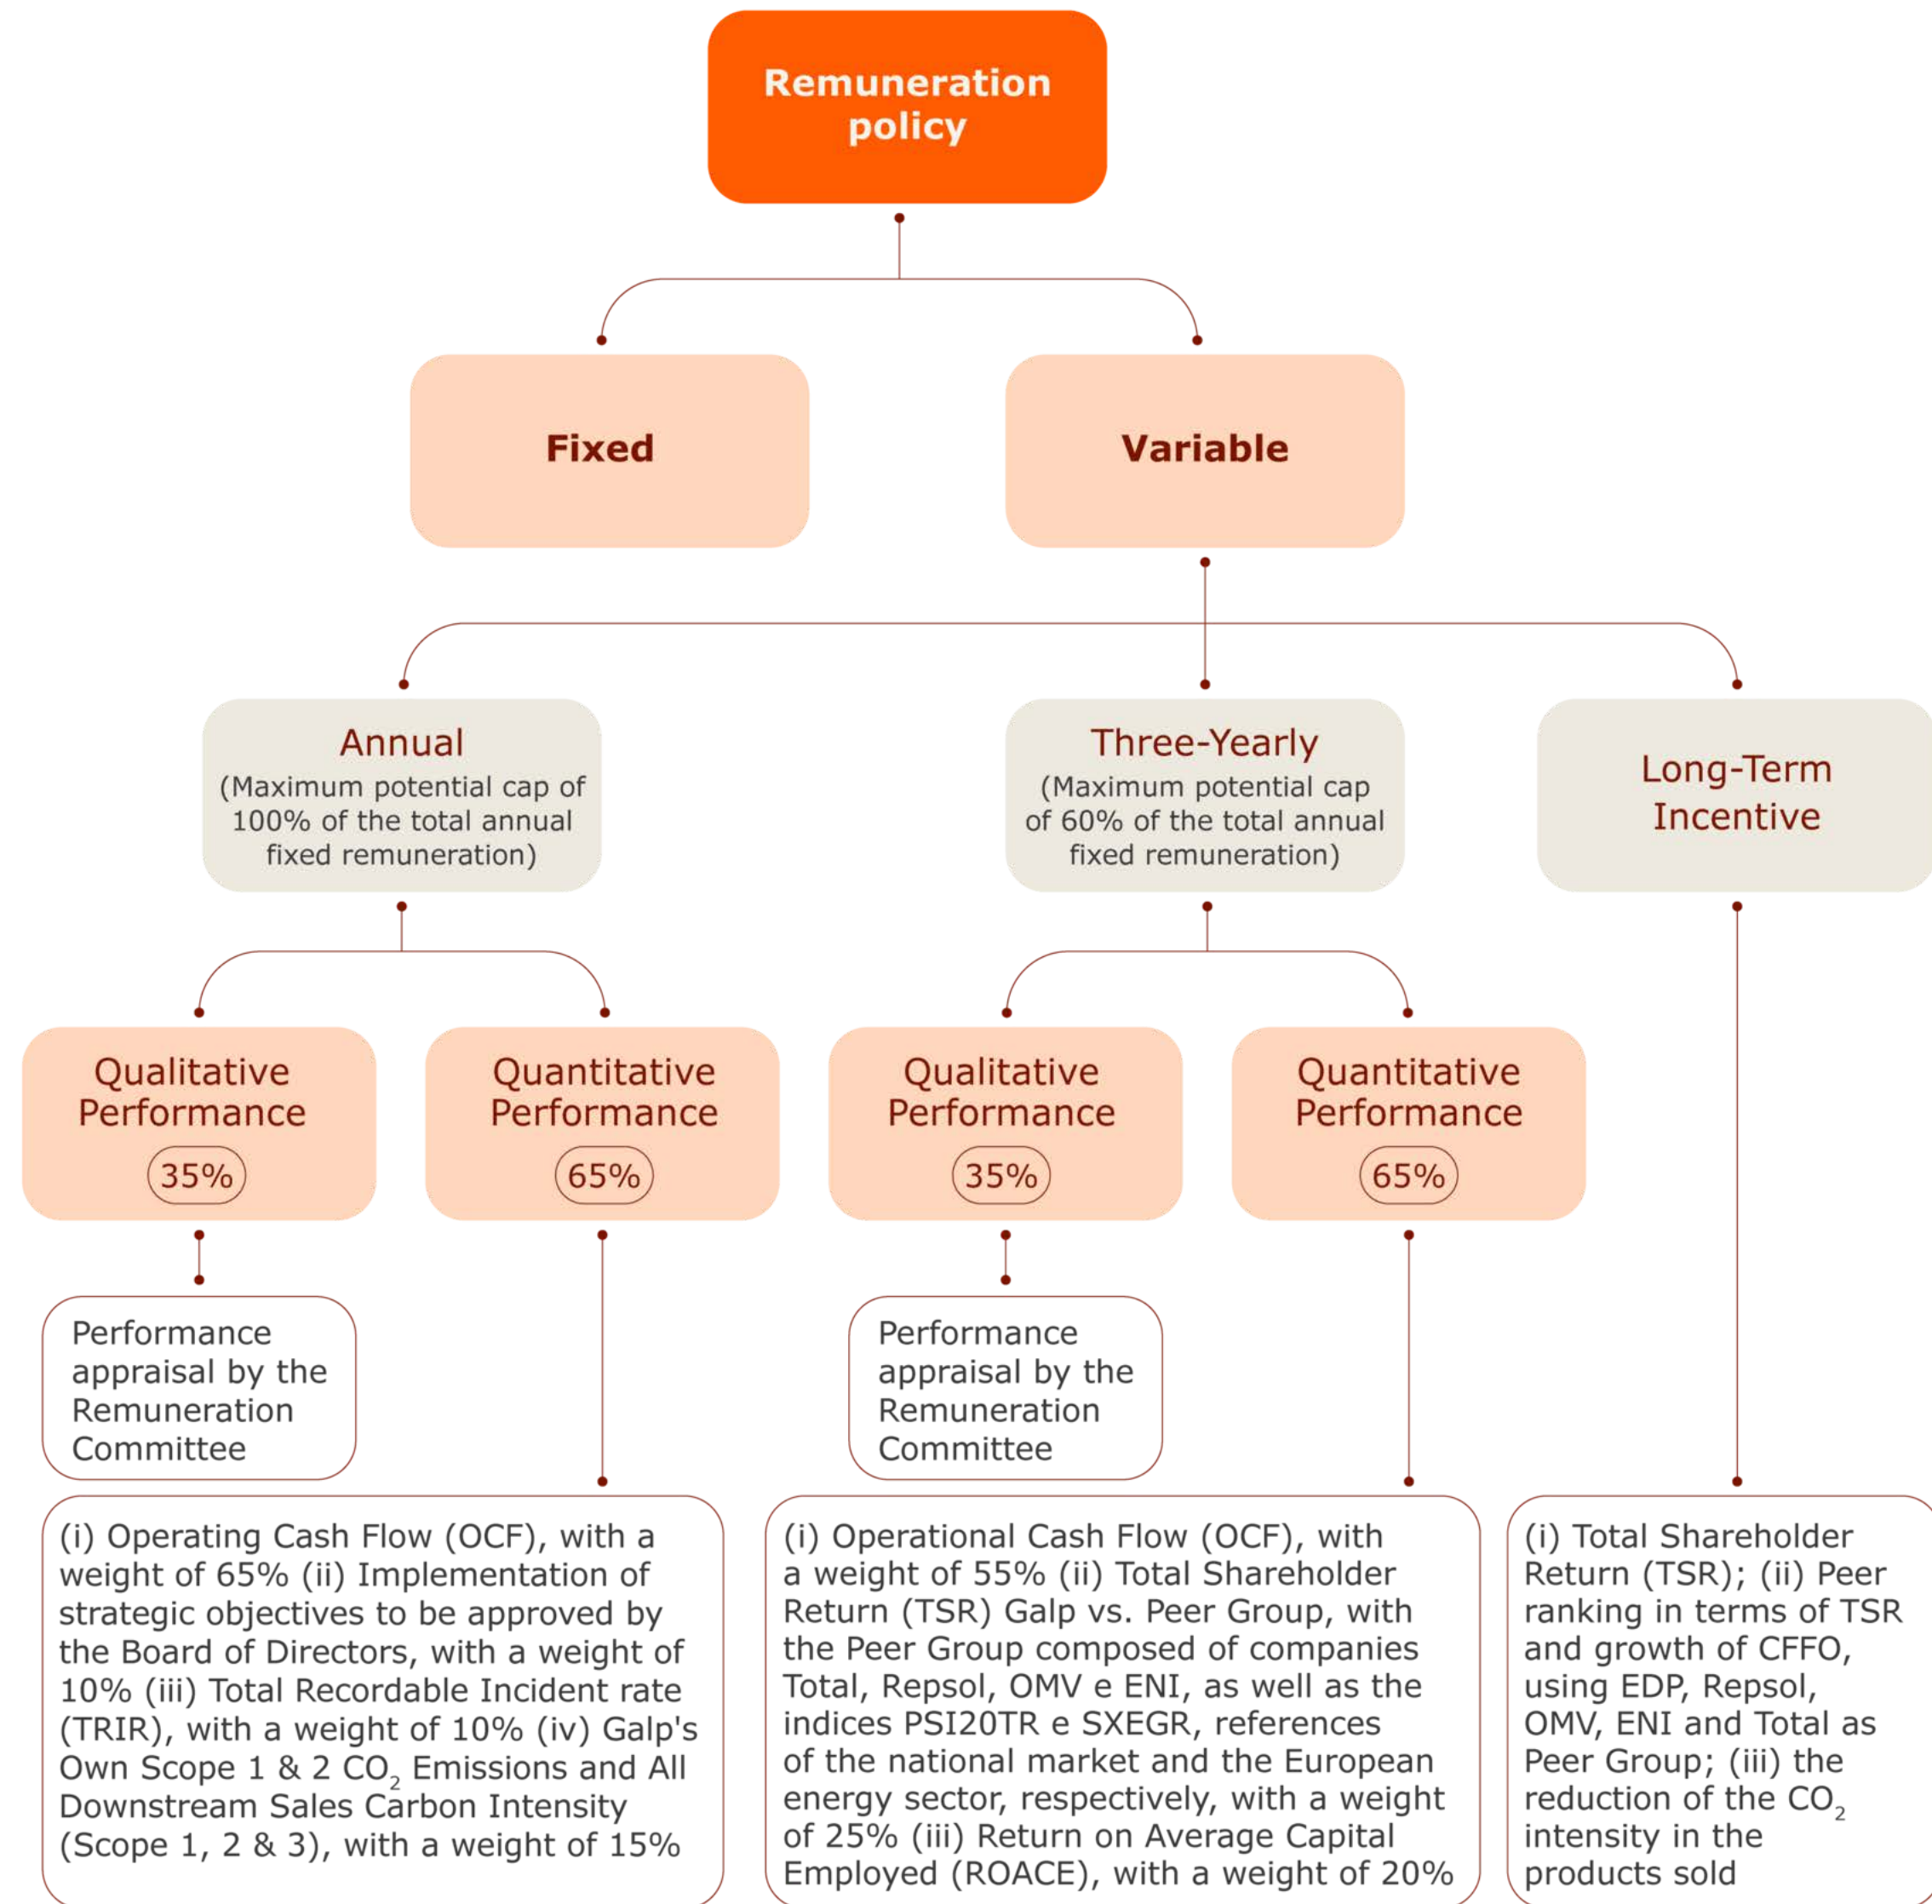 Remuneration
policy
Fixed
Variable
Annual
(Maximum potential cap of
100% of the total annual
fixed remuneration)
Three-Yearly
(Maximum potential cap
of 60% of the total annual
fixed remuneration)
Long-Term
Incentive
Qualitative
Performance
35%
Quantitative
Performance
65%
Qualitative
Performance
35%
Quantitative
Performance
65%
Performance
appraisal by the
Remuneration
Committee
Performance
appraisal by the
Remuneration
Committee
(i) Operating Cash Flow (OCF), with a
weight of 65% (ii) Implementation of
strategic objectives to be approved by
the Board of Directors, with a weight of
10% (iii) Total Recordable Incident rate
(TRIR), with a weight of 10% (iv) Galp's
Own Scope 1 & 2 CO₂ Emissions and All
Downstream Sales Carbon Intensity
(Scope 1, 2 & 3), with a weight of 15%
(i) Operational Cash Flow (OCF), with
a weight of 55% (ii) Total Shareholder
Return (TSR) Galp vs. Peer Group, with
the Peer Group composed of companies
Total, Repsol, OMV e ENI, as well as the
indices PSI20TR e SXEGR, references
of the national market and the European
energy sector, respectively, with a weight
of 25% (iii) Return on Average Capital
Employed (ROACE), with a weight of 20%
(i) Total Shareholder
Return (TSR); (ii) Peer
ranking in terms of TSR
and growth of CFFO,
using EDP, Repsol,
OMV, ENI and Total as
Peer Group; (iii) the
reduction of the CO₂
intensity in the
products sold